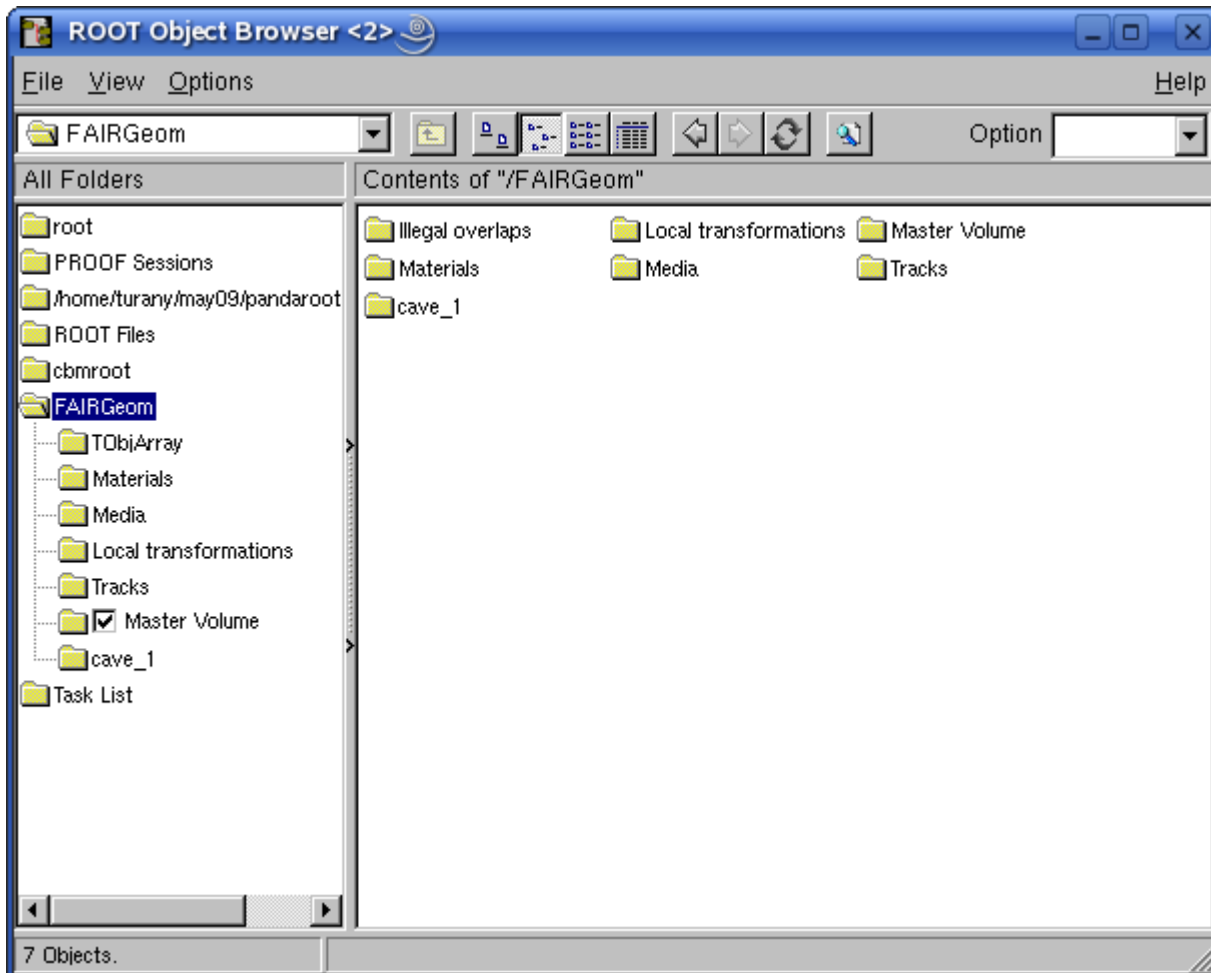 ROOT Object Browser <2>
File View Options Help
FAIRGeom Option
All Folders
Contents of "/FAIRGeom"
root
PROOF Sessions
/home/turany/may09/pandaroot
ROOT Files
cbmroot
FAIRGeom
TObjArray
Materials
Media
Local transformations
Tracks
Master Volume
cave_1
Task List
Illegal overlaps Local transformations Master Volume
Materials Media Tracks
cave_1
7 Objects.